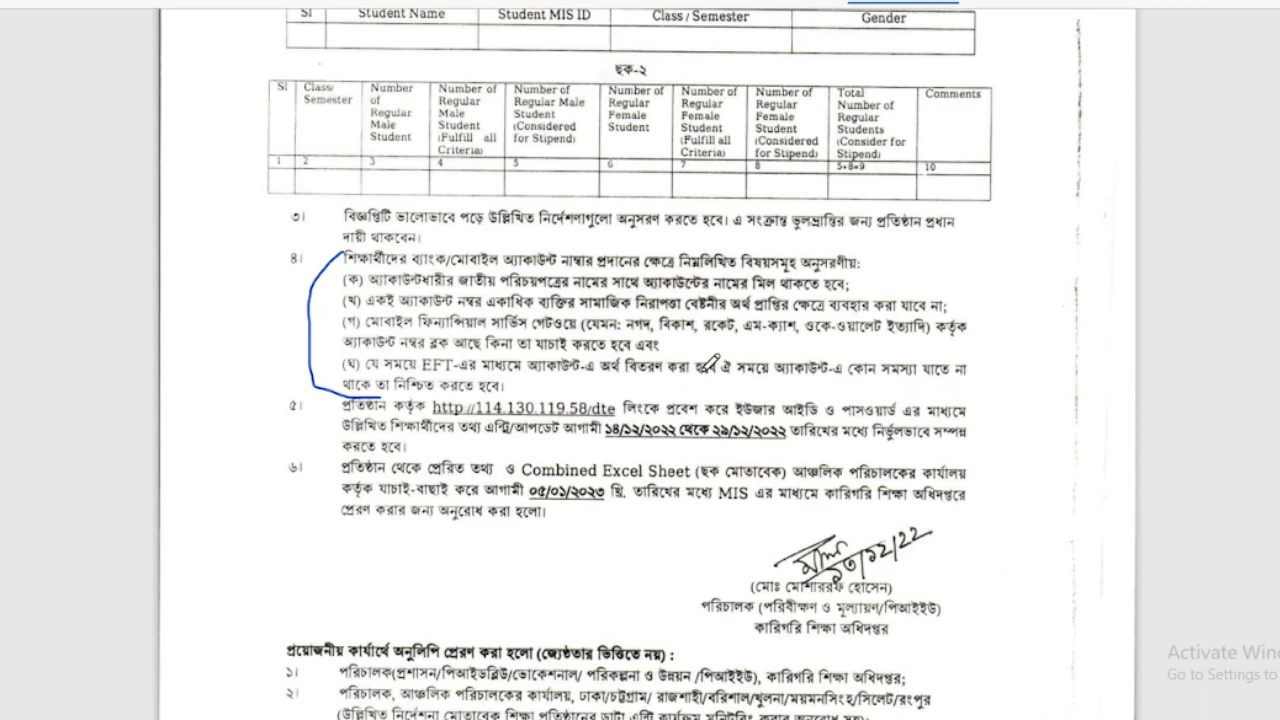 Sl Student Name Student MIS ID Class / Semester Gender
ছক-২
Sl Class/ Semester Number of Regular Male Student Number of Regular Male Student (Fulfill all Criteria) Number of Regular Male Student (Considered for Stipend) Number of Regular Female Student Number of Regular Female Student (Fulfill all Criteria) Number of Regular Female Student (Considered for Stipend) Total Number of Regular Students (Consider for Stipend) Comments
1 2 3 4 5 6 7 8 5+8=9 10
৩। বিজ্ঞপ্তিটি ভালোভাবে পড়ে উল্লিখিত নির্দেশণাগুলো অনুসরণ করতে হবে। এ সংক্রান্ত ভুলভ্রান্তির জন্য প্রতিষ্ঠান প্রধান
দায়ী থাকবেন।
৪। শিক্ষার্থীদের ব্যাংক/মোবাইল অ্যাকাউন্ট নাম্বার প্রদানের ক্ষেত্রে নিম্নলিখিত বিষয়সমূহ অনুসরণীয়:
(ক) অ্যাকাউন্টধারীর জাতীয় পরিচয়পত্রের নামের সাথে অ্যাকাউন্টের নামের মিল থাকতে হবে;
(খ) একই অ্যাকাউন্ট নম্বর একাধিক ব্যক্তির সামাজিক নিরাপত্তা বেষ্টনীর অর্থ প্রাপ্তির ক্ষেত্রে ব্যবহার করা যাবে না;
(গ) মোবাইল ফিন্যান্সিয়াল সার্ভিস গেটওয়ে (যেমন: নগদ, বিকাশ, রকেট, এম-ক্যাশ, ওকে-ওয়ালেট ইত্যাদি) কর্তৃক
অ্যাকাউন্ট নম্বর ব্লক আছে কিনা তা যাচাই করতে হবে এবং
(ঘ) যে সময়ে EFT-এর মাধ্যমে অ্যাকাউন্ট-এ অর্থ বিতরণ করা হবে ঐ সময়ে অ্যাকাউন্ট-এ কোন সমস্যা যাতে না
থাকে তা নিশ্চিত করতে হবে।
৫। প্রতিষ্ঠান কর্তৃক http://114.130.119.58/dte লিংকে প্রবেশ করে ইউজার আইডি ও পাসওয়ার্ড এর মাধ্যমে
উল্লিখিত শিক্ষার্থীদের তথ্য এন্ট্রি/আপডেট আগামী ১৪/১২/২০২২ থেকে ২৯/১২/২০২২ তারিখের মধ্যে নির্ভুলভাবে সম্পন্ন
করতে হবে।
৬। প্রতিষ্ঠান থেকে প্রেরিত তথ্য ও Combined Excel Sheet (ছক মোতাবেক) আঞ্চলিক পরিচালকের কার্যালয়
কর্তৃক যাচাই-বাছাই করে আগামী ০৫/০১/২০২৩ খ্রি. তারিখের মধ্যে MIS এর মাধ্যমে কারিগরি শিক্ষা অধিদপ্তরে
প্রেরণ করার জন্য অনুরোধ করা হলো।
১৩/১২/২২
(মোঃ মোশাররফ হোসেন)
পরিচালক (পরিবীক্ষণ ও মূল্যায়ণ/পিআইইউ)
কারিগরি শিক্ষা অধিদপ্তর
প্রয়োজনীয় কার্যার্থে অনুলিপি প্রেরণ করা হলো (জ্যেষ্ঠতার ভিত্তিতে নয়) :
১। পরিচালক(প্রশাসন/পিআইডব্লিউ/ভোকেশনাল/ পরিকল্পনা ও উন্নয়ন /পিআইইউ), কারিগরি শিক্ষা অধিদপ্তর;
২। পরিচালক, আঞ্চলিক পরিচালকের কার্যালয়, ঢাকা/চট্টগ্রাম/ রাজশাহী/বরিশাল/খুলনা/ময়মনসিংহ/সিলেট/রংপুর
(উল্লিখিত নির্দেশনা মোতাবেক শিক্ষা প্রতিষ্ঠানের ডাটা এন্ট্রি কার্যক্রম মনিটরিং করার অনুরোধ সহ);
Activate Win
Go to Settings to